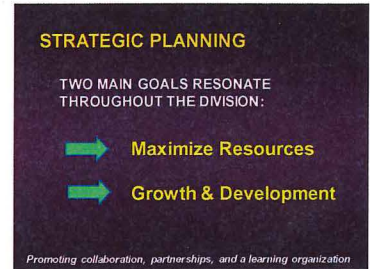 STRATEGIC PLANNING
TWO MAIN GOALS RESONATE
THROUGHOUT THE DIVISION:
Maximize Resources
Growth & Development
Promoting collaboration, partnerships, and a learning organization